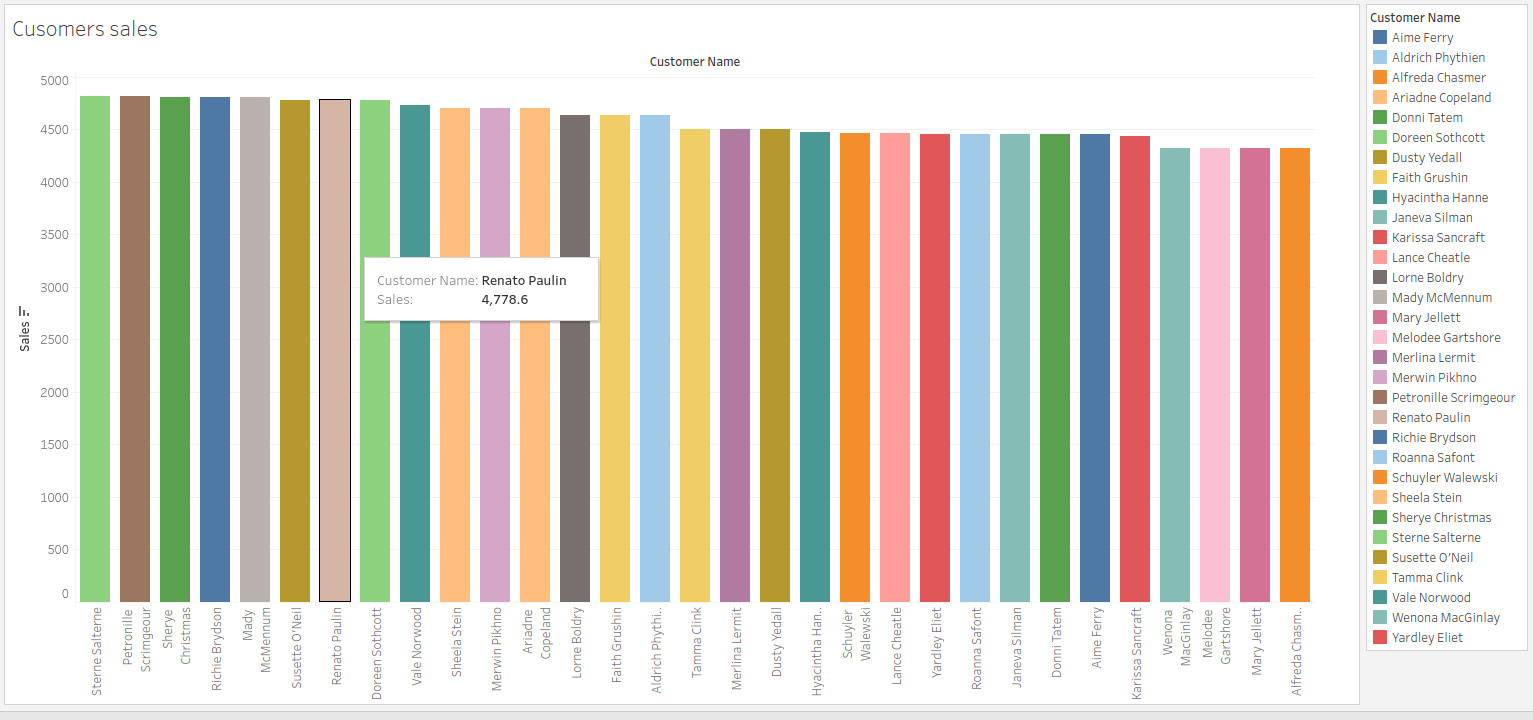 Cusomers sales
Customer Name
5000
4500
4000
3500
3000
2500
2000
1500
1000
500
0
Sales
Customer Name: Renato Paulin
Sales: 4,778.6
Sterne Salterne
Petronille
Scrimgeour
Sherye
Christmas
Richie Brydson
Mady
McMennum
Susette O'Neil
Renato Paulin
Doreen Sothcott
Vale Norwood
Sheela Stein
Merwin Pikhno
Ariadne
Copeland
Lorne Boldry
Faith Grushin
Aldrich Phythi..
Tamma Clink
Merlina Lermit
Dusty Yedall
Hyacintha Han..
Schuyler
Walewski
Lance Cheatle
Yardley Eliet
Roanna Safont
Janeva Silman
Donni Tatem
Aime Ferry
Karissa Sancraft
Wenona
MacGinlay
Melodee
Gartshore
Mary Jellett
Alfreda Chasm..
Customer Name
Aime Ferry
Aldrich Phythien
Alfreda Chasmer
Ariadne Copeland
Donni Tatem
Doreen Sothcott
Dusty Yedall
Faith Grushin
Hyacintha Hanne
Janeva Silman
Karissa Sancraft
Lance Cheatle
Lorne Boldry
Mady McMennum
Mary Jellett
Melodee Gartshore
Merlina Lermit
Merwin Pikhno
Petronille Scrimgeour
Renato Paulin
Richie Brydson
Roanna Safont
Schuyler Walewski
Sheela Stein
Sherye Christmas
Sterne Salterne
Susette O'Neil
Tamma Clink
Vale Norwood
Wenona MacGinlay
Yardley Eliet